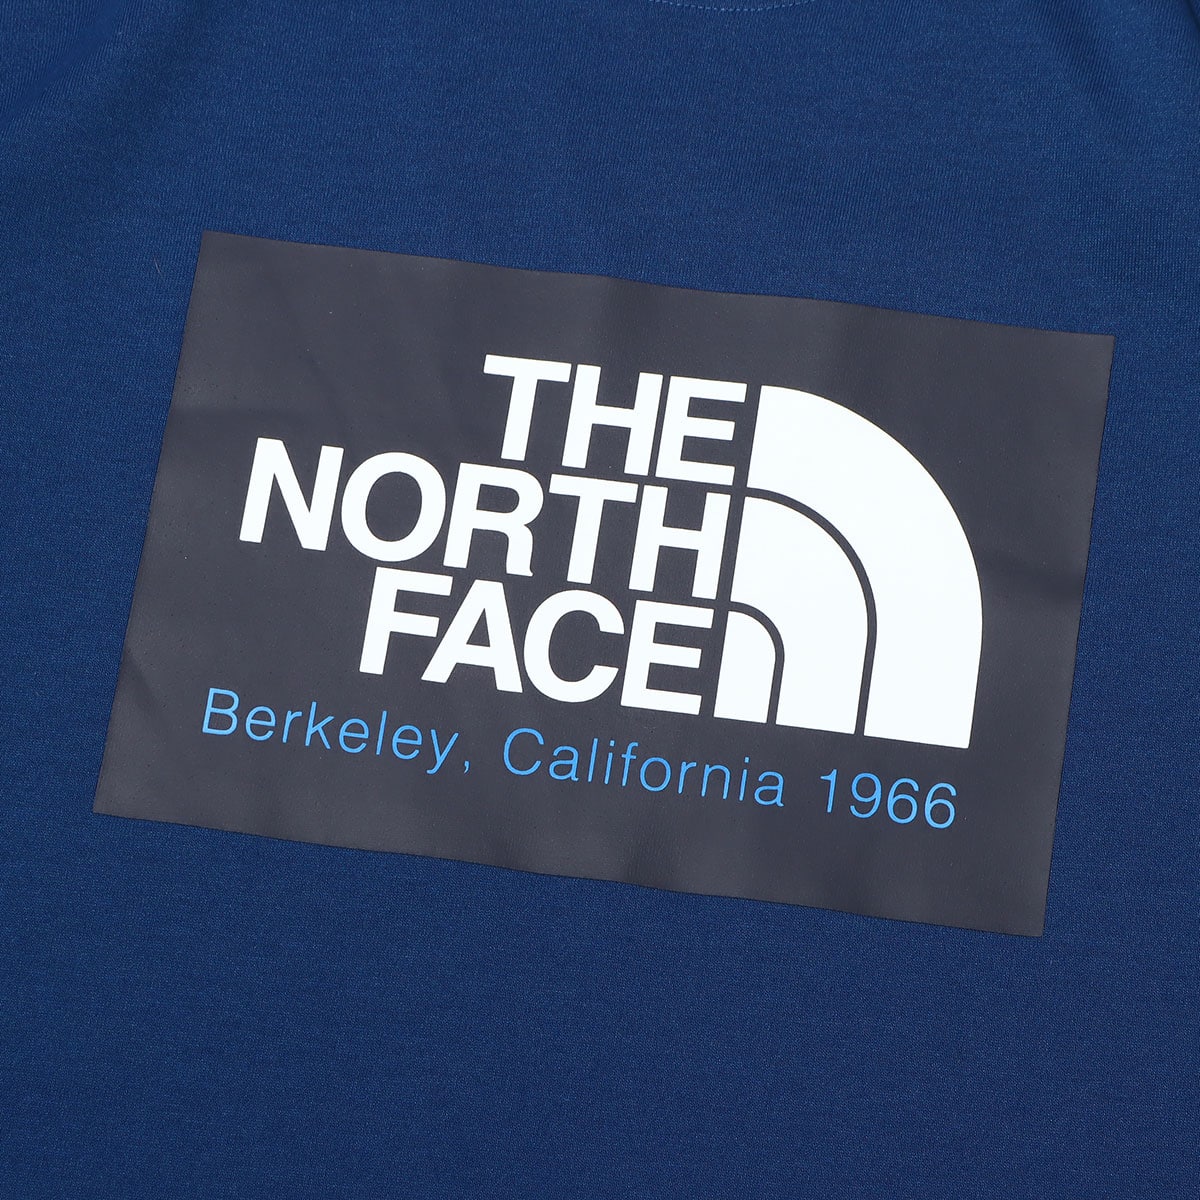 THE
NORTH
FACE
Berkeley, California 1966